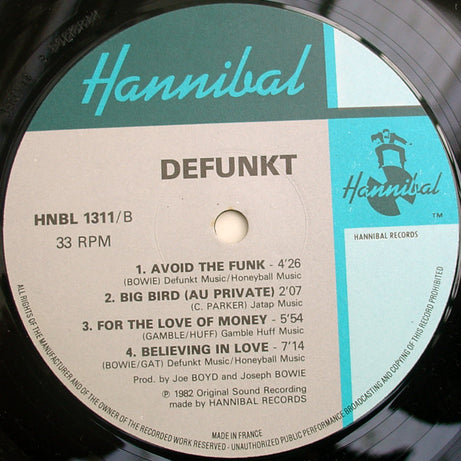 Hannibal
DEFUNKT
Hannibal
TM
HNBL 1311/B
33 RPM
HANNIBAL RECORDS
1. AVOID THE FUNK - 4'26
(BOWIE) Defunkt Music/Honeyball Music
2. BIG BIRD (AU PRIVATE) 2'07
(C. PARKER) Jatap Music
3. FOR THE LOVE OF MONEY - 5'54
(GAMBLE/HUFF) Gamble Huff Music
4. BELIEVING IN LOVE - 7'14
(BOWIE/GAT) Defunkt Music/Honeyball Music
Prod. by Joe BOYD and Joseph BOWIE
℗ 1982 Original Sound Recording
made by HANNIBAL RECORDS
MADE IN FRANCE
ALL RIGHTS OF THE MANUFACTURER AND OF THE OWNER OF THE RECORDED WORK RESERVED - UNAUTHORIZED PUBLIC PERFORMANCE BROADCASTING AND COPYING OF THIS RECORD PROHIBITED